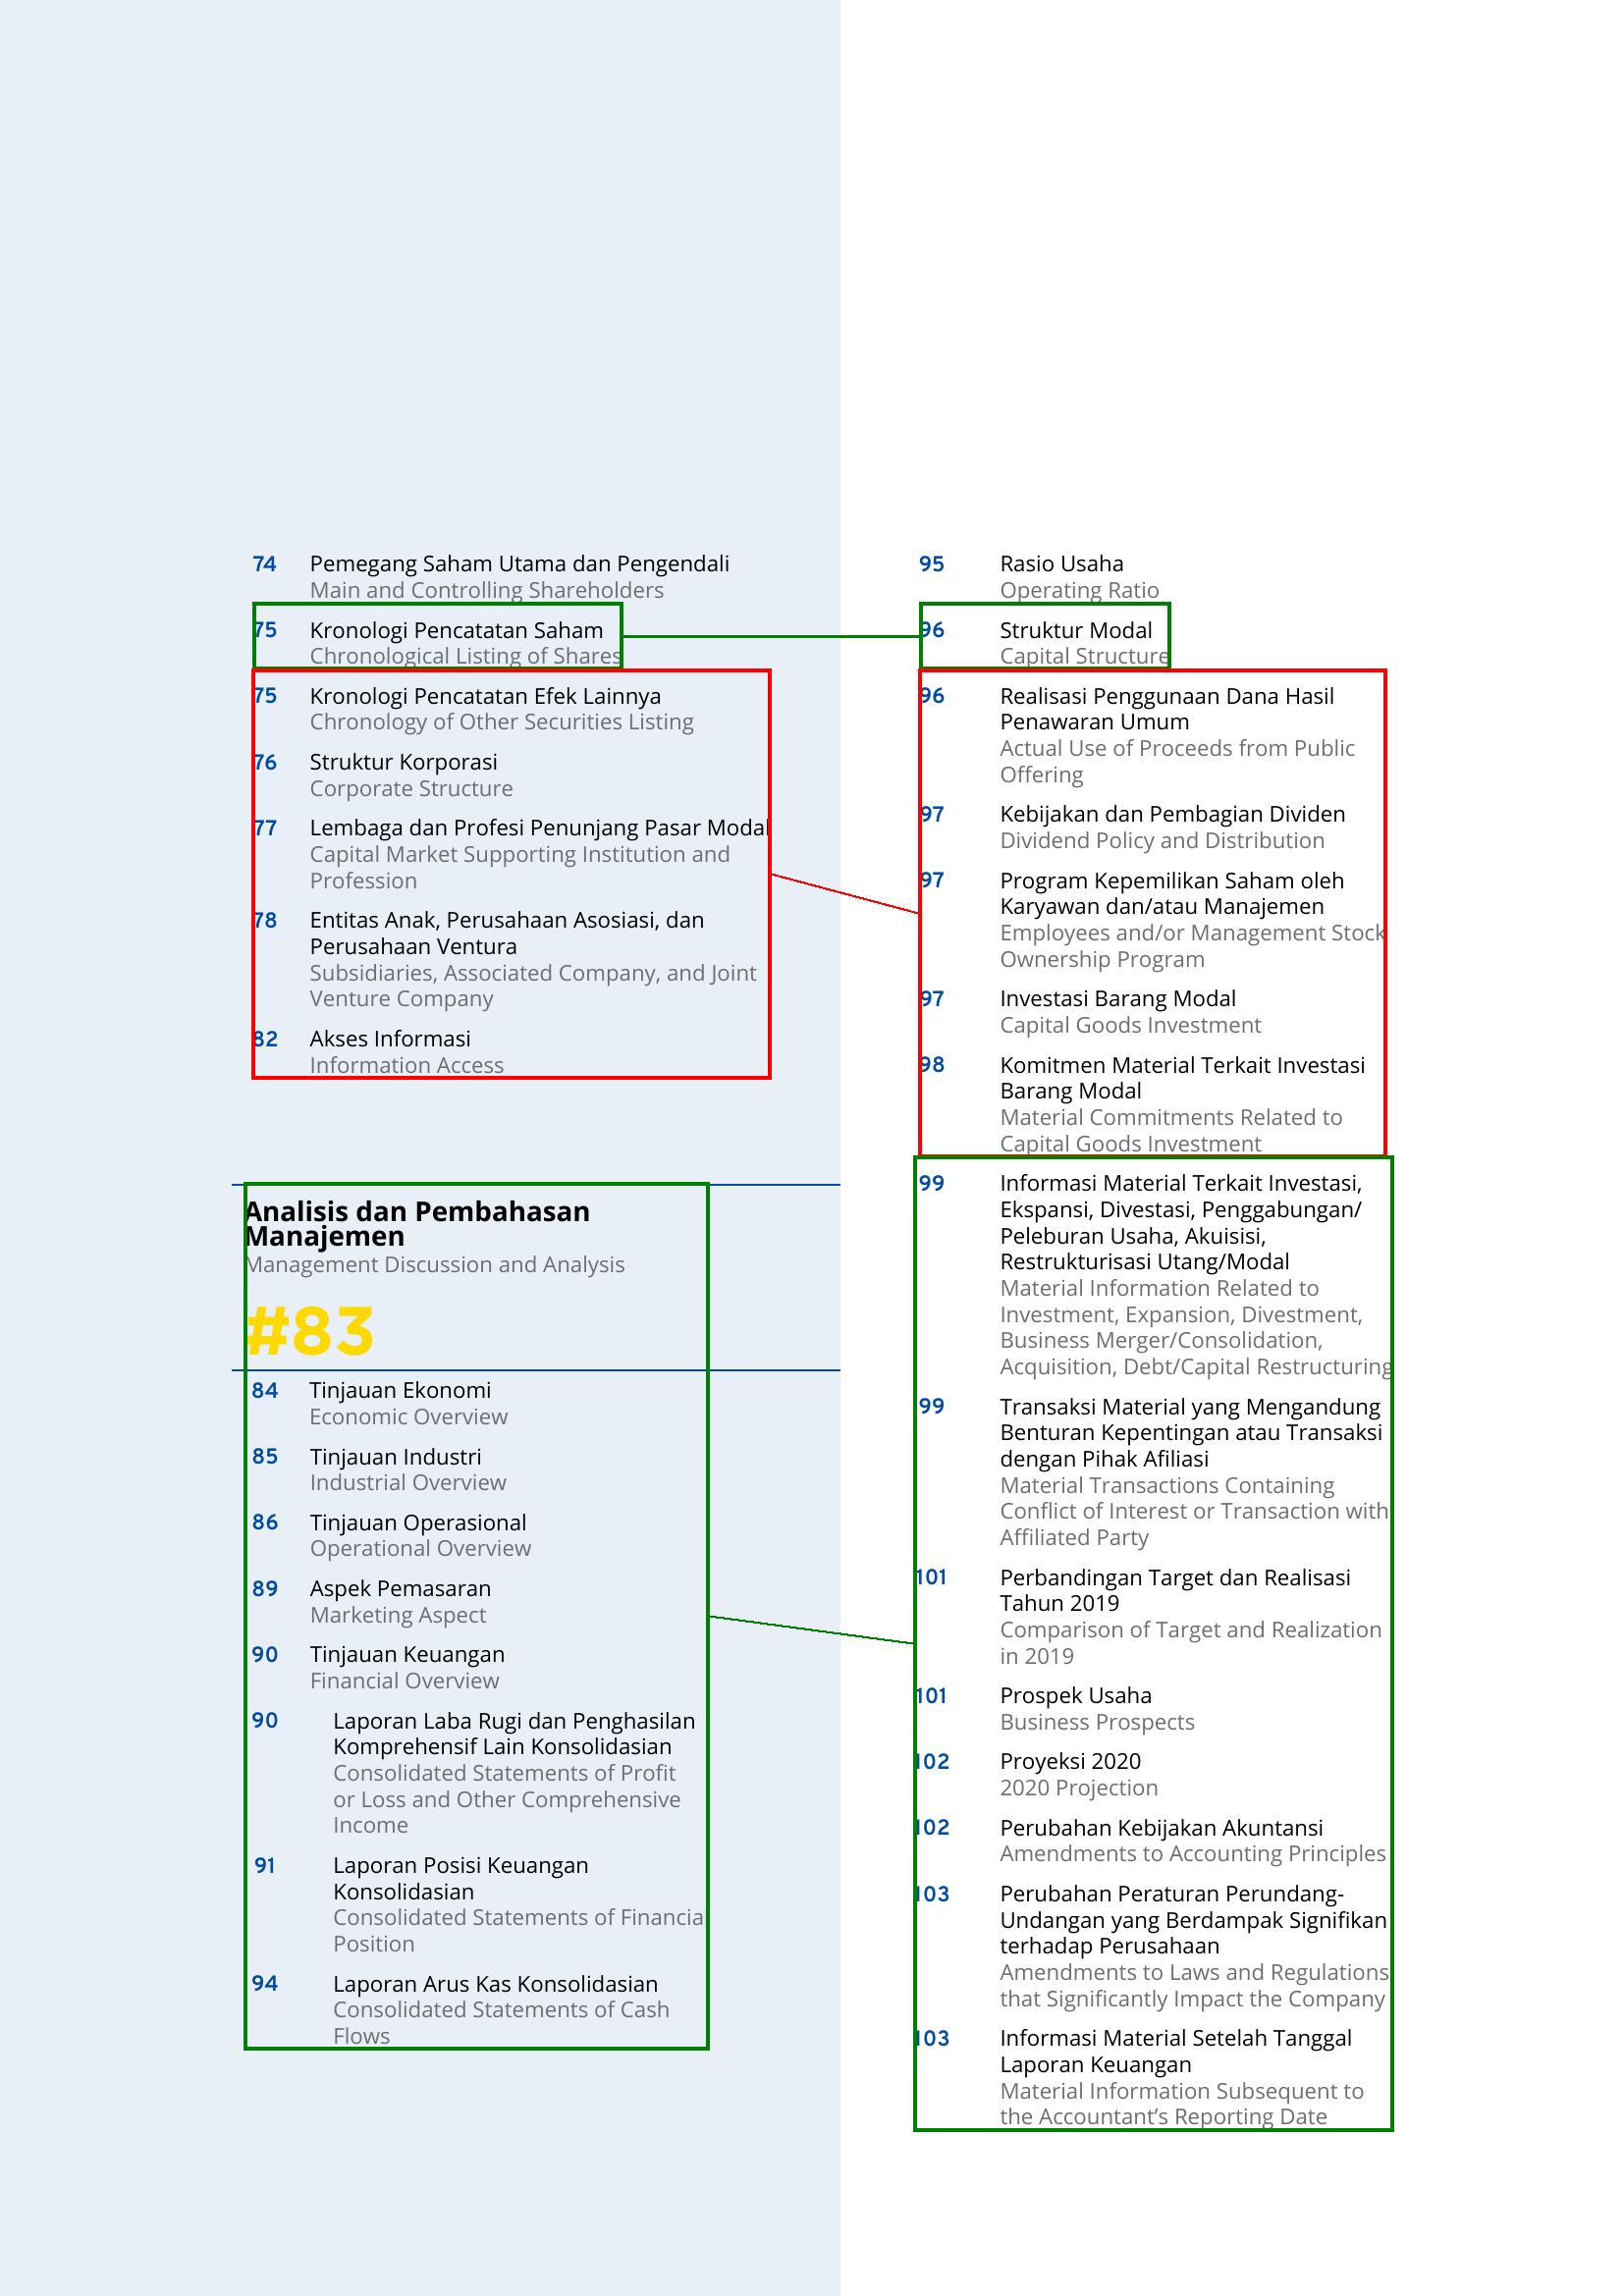 74 Pemegang Saham Utama dan Pengendali
Main and Controlling Shareholders
75 Kronologi Pencatatan Saham
Chronological Listing of Shares
75 Kronologi Pencatatan Efek Lainnya
Chronology of Other Securities Listing
76 Struktur Korporasi
Corporate Structure
77 Lembaga dan Profesi Penunjang Pasar Modal
Capital Market Supporting Institution and
Profession
78 Entitas Anak, Perusahaan Asosiasi, dan
Perusahaan Ventura
Subsidiaries, Associated Company, and Joint
Venture Company
82 Akses Informasi
Information Access
Analisis dan Pembahasan
Manajemen
Management Discussion and Analysis
#83
84 Tinjauan Ekonomi
Economic Overview
85 Tinjauan Industri
Industrial Overview
86 Tinjauan Operasional
Operational Overview
89 Aspek Pemasaran
Marketing Aspect
90 Tinjauan Keuangan
Financial Overview
90 Laporan Laba Rugi dan Penghasilan
Komprehensif Lain Konsolidasian
Consolidated Statements of Profit
or Loss and Other Comprehensive
Income
91 Laporan Posisi Keuangan
Konsolidasian
Consolidated Statements of Financial
Position
94 Laporan Arus Kas Konsolidasian
Consolidated Statements of Cash
Flows
95 Rasio Usaha
Operating Ratio
96 Struktur Modal
Capital Structure
96 Realisasi Penggunaan Dana Hasil
Penawaran Umum
Actual Use of Proceeds from Public
Offering
97 Kebijakan dan Pembagian Dividen
Dividend Policy and Distribution
97 Program Kepemilikan Saham oleh
Karyawan dan/atau Manajemen
Employees and/or Management Stock
Ownership Program
97 Investasi Barang Modal
Capital Goods Investment
98 Komitmen Material Terkait Investasi
Barang Modal
Material Commitments Related to
Capital Goods Investment
99 Informasi Material Terkait Investasi,
Ekspansi, Divestasi, Penggabungan/
Peleburan Usaha, Akuisisi,
Restrukturisasi Utang/Modal
Material Information Related to
Investment, Expansion, Divestment,
Business Merger/Consolidation,
Acquisition, Debt/Capital Restructuring
99 Transaksi Material yang Mengandung
Benturan Kepentingan atau Transaksi
dengan Pihak Afiliasi
Material Transactions Containing
Conflict of Interest or Transaction with
Affiliated Party
101 Perbandingan Target dan Realisasi
Tahun 2019
Comparison of Target and Realization
in 2019
101 Prospek Usaha
Business Prospects
102 Proyeksi 2020
2020 Projection
102 Perubahan Kebijakan Akuntansi
Amendments to Accounting Principles
103 Perubahan Peraturan Perundang-
Undangan yang Berdampak Signifikan
terhadap Perusahaan
Amendments to Laws and Regulations
that Significantly Impact the Company
103 Informasi Material Setelah Tanggal
Laporan Keuangan
Material Information Subsequent to
the Accountant’s Reporting Date